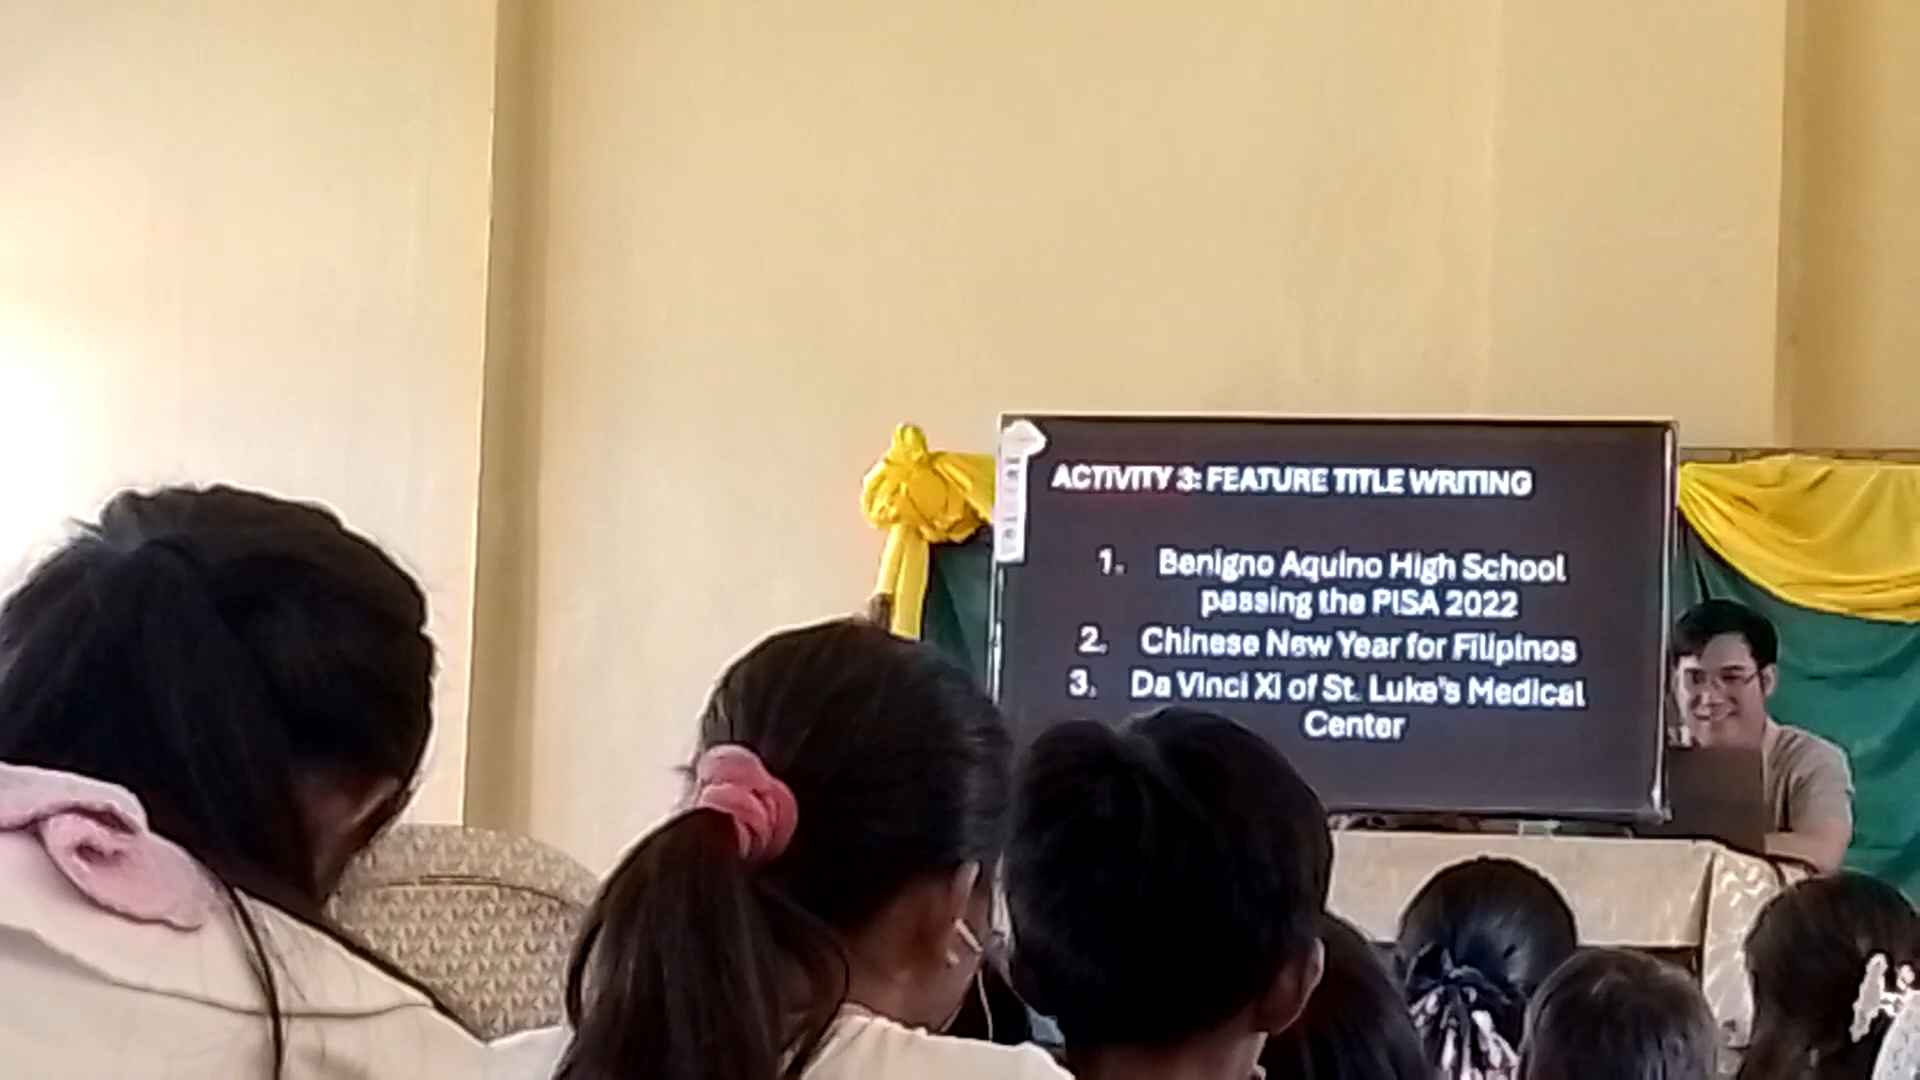 ACTIVITY 3: FEATURE TITLE WRITING
1. Benigno Aquino High School
passing the PISA 2022
2. Chinese New Year for Filipinos
3. Da Vinci Xi of St. Luke's Medical
Center